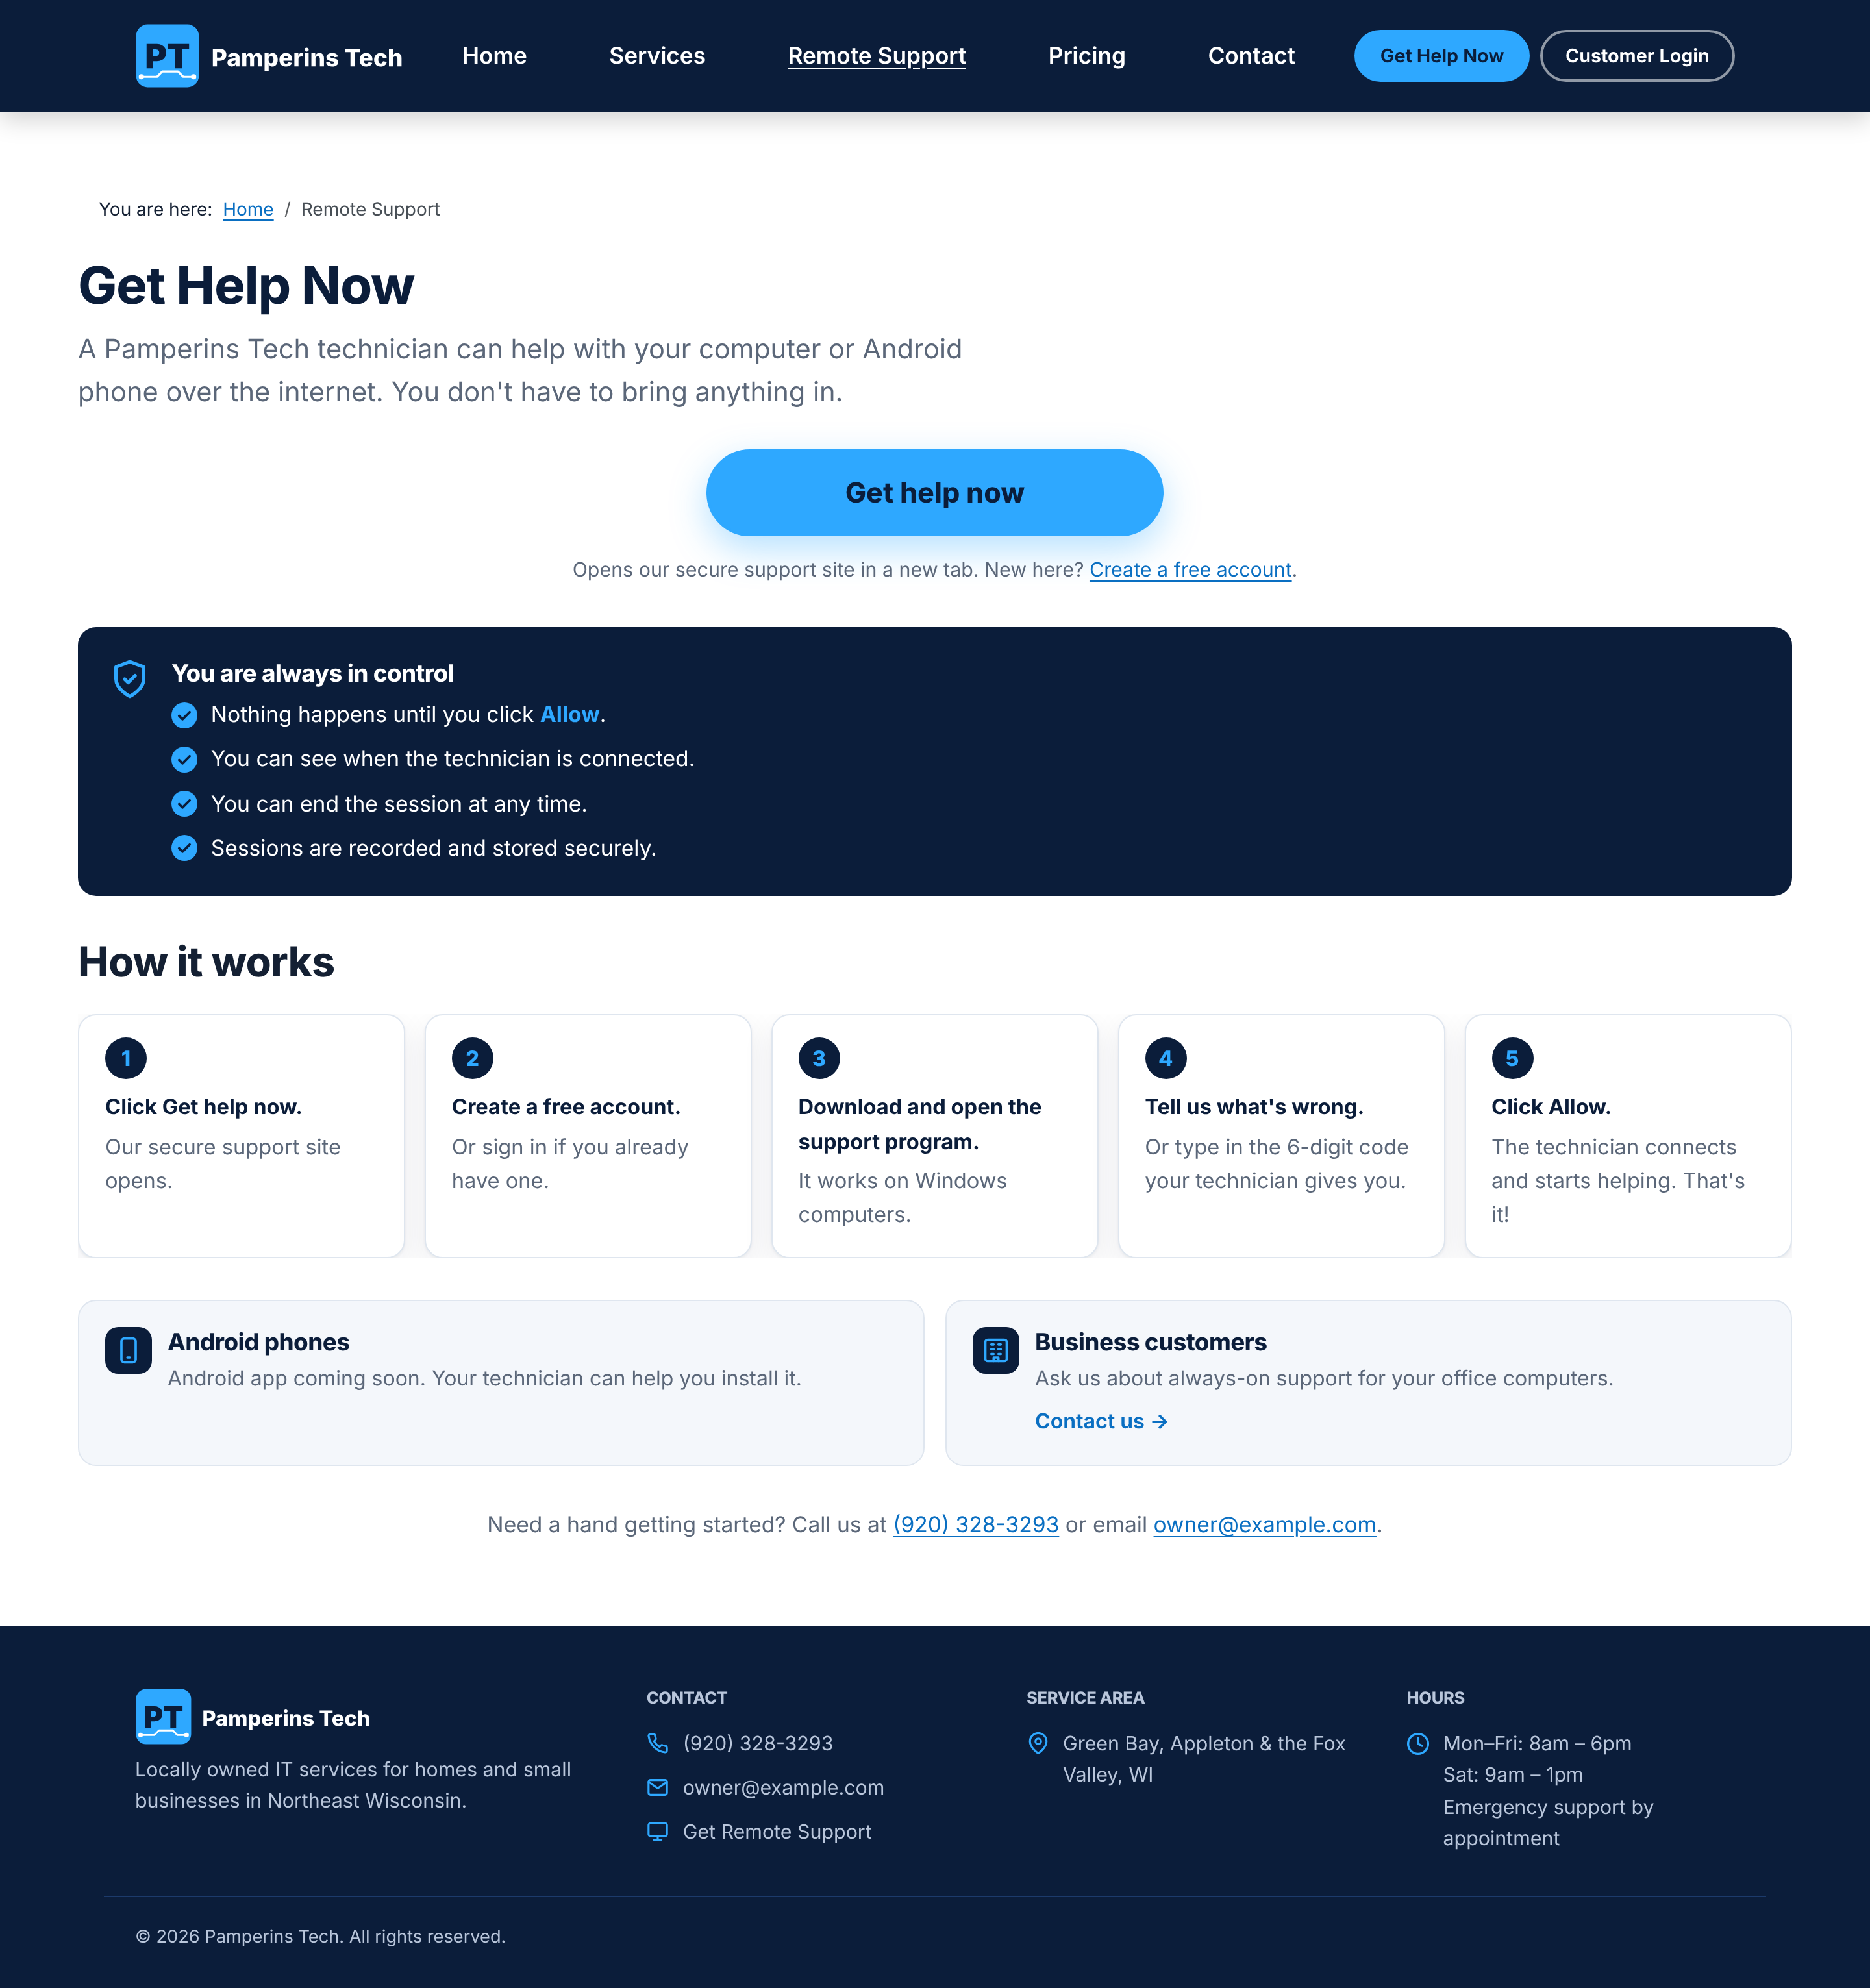 PT Pamperins Tech Home Services Remote Support Pricing Contact Get Help Now Customer Login
You are here: Home / Remote Support
Get Help Now
A Pamperins Tech technician can help with your computer or Android
phone over the internet. You don't have to bring anything in.
Get help now
Opens our secure support site in a new tab. New here? Create a free account.
You are always in control
Nothing happens until you click Allow.
You can see when the technician is connected.
You can end the session at any time.
Sessions are recorded and stored securely.
How it works
1
Click Get help now.
Our secure support site
opens.
2
Create a free account.
Or sign in if you already
have one.
3
Download and open the
support program.
It works on Windows
computers.
4
Tell us what's wrong.
Or type in the 6-digit code
your technician gives you.
5
Click Allow.
The technician connects
and starts helping. That's
it!
Android phones
Android app coming soon. Your technician can help you install it.
Business customers
Ask us about always-on support for your office computers.
Contact us →
Need a hand getting started? Call us at (920) 328-3293 or email owner@example.com.
PT Pamperins Tech
Locally owned IT services for homes and small
businesses in Northeast Wisconsin.
CONTACT
(920) 328-3293
owner@example.com
Get Remote Support
SERVICE AREA
Green Bay, Appleton & the Fox
Valley, WI
HOURS
Mon–Fri: 8am – 6pm
Sat: 9am – 1pm
Emergency support by
appointment
© 2026 Pamperins Tech. All rights reserved.